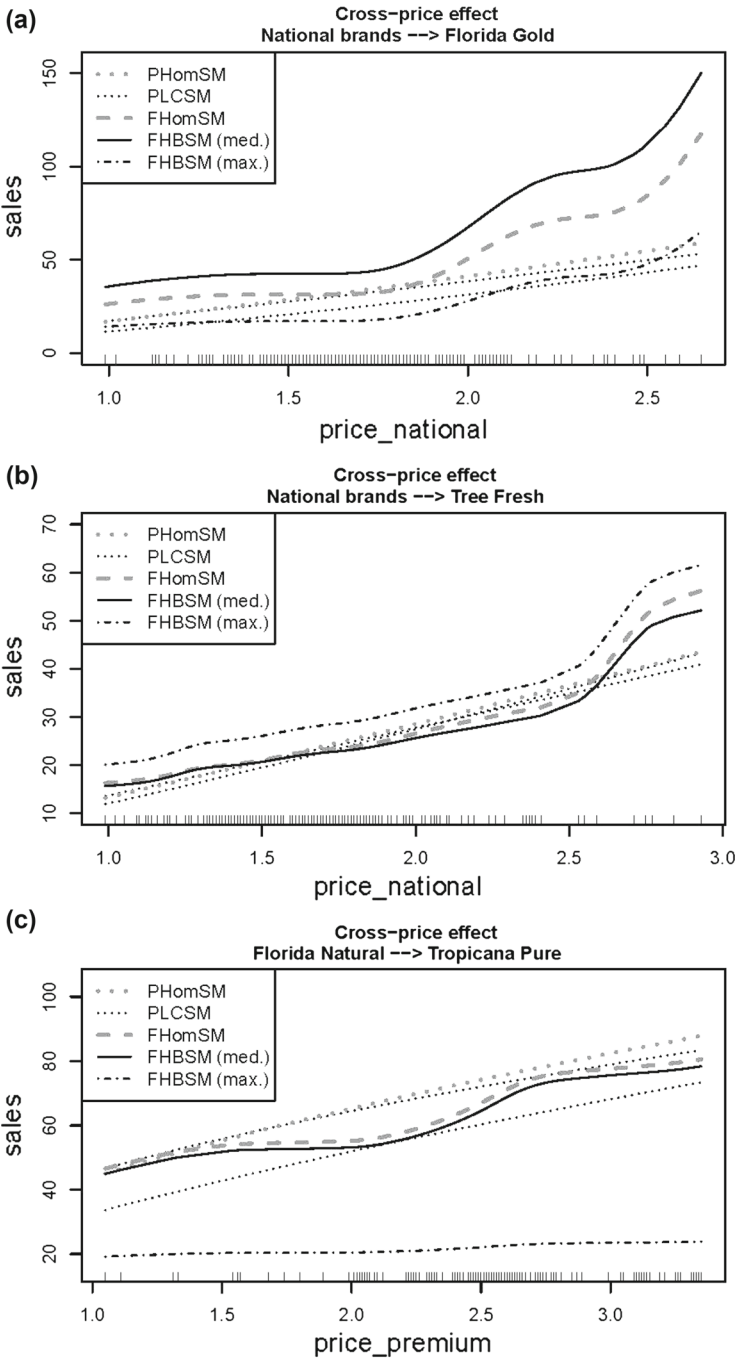 (a)
Cross−price effect
National brands −−> Florida Gold
PHomSM
PLCSM
FHomSM
FHBSM (med.)
FHBSM (max.)
sales
0
50
100
150
1.0
1.5
2.0
2.5
price_national
(b)
Cross−price effect
National brands −−> Tree Fresh
PHomSM
PLCSM
FHomSM
FHBSM (med.)
FHBSM (max.)
sales
10
20
30
40
50
60
70
1.0
1.5
2.0
2.5
3.0
price_national
(c)
Cross−price effect
Florida Natural −−> Tropicana Pure
PHomSM
PLCSM
FHomSM
FHBSM (med.)
FHBSM (max.)
sales
20
40
60
80
100
1.0
1.5
2.0
2.5
3.0
price_premium